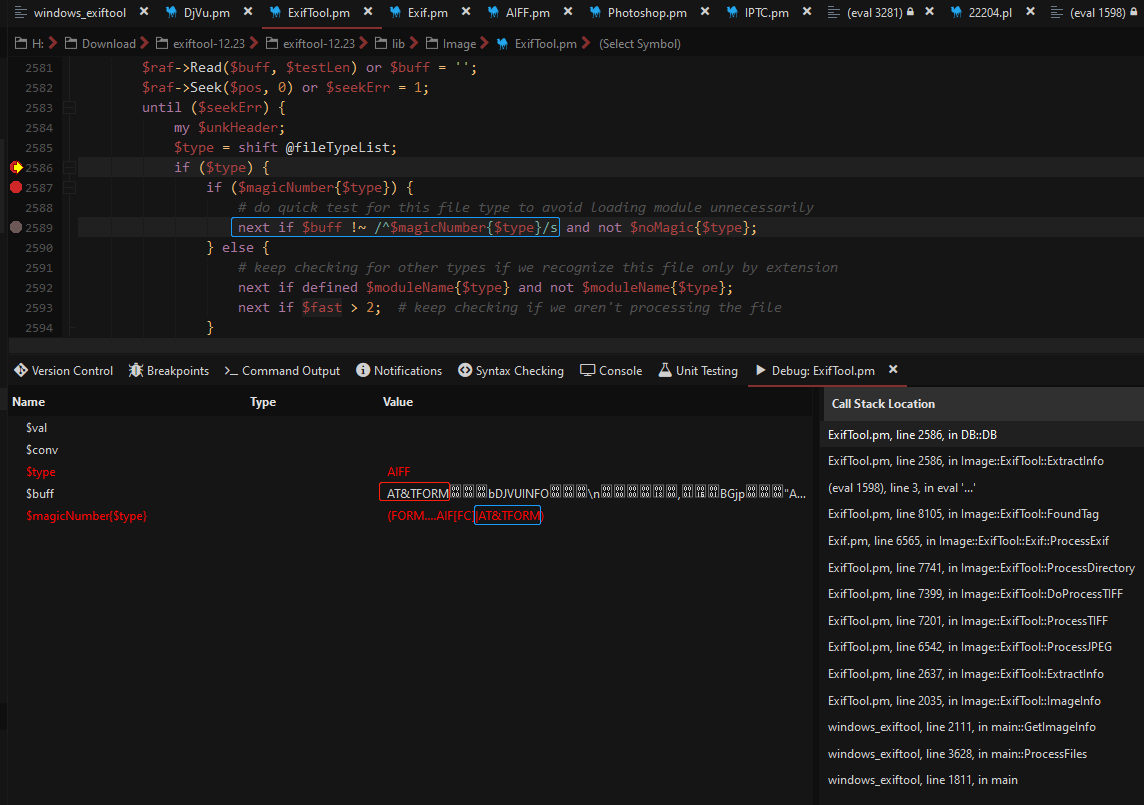 windows_exiftool × DjVu.pm × ExifTool.pm × Exif.pm × AIFF.pm × Photoshop.pm × IPTC.pm × (eval 3281) × 22204.pl × (eval 1598)
H: > Download > exiftool-12.23 > exiftool-12.23 > lib > Image > ExifTool.pm > (Select Symbol)
2581 $raf->Read($buff, $testLen) or $buff = '';
2582 $raf->Seek($pos, 0) or $seekErr = 1;
2583 until ($seekErr) {
2584 my $unkHeader;
2585 $type = shift @fileTypeList;
2586 if ($type) {
2587 if ($magicNumber{$type}) {
2588 # do quick test for this file type to avoid loading module unnecessarily
2589 next if $buff !~ /^$magicNumber{$type}/s and not $noMagic{$type};
2590 } else {
2591 # keep checking for other types if we recognize this file only by extension
2592 next if defined $moduleName{$type} and not $moduleName{$type};
2593 next if $fast > 2; # keep checking if we aren't processing the file
2594 }
Version Control Breakpoints Command Output Notifications Syntax Checking Console Unit Testing Debug: ExifTool.pm ×
Name Type Value
$val
$conv
$type AIFF
$buff AT&TFORM bDJVUINFO \n , BGjp "A...
$magicNumber{$type} (FORM....AIF[FC]|AT&TFORM)
Call Stack Location
ExifTool.pm, line 2586, in DB::DB
ExifTool.pm, line 2586, in Image::ExifTool::ExtractInfo
(eval 1598), line 3, in eval '...'
ExifTool.pm, line 8105, in Image::ExifTool::FoundTag
Exif.pm, line 6565, in Image::ExifTool::Exif::ProcessExif
ExifTool.pm, line 7741, in Image::ExifTool::ProcessDirectory
ExifTool.pm, line 7399, in Image::ExifTool::DoProcessTIFF
ExifTool.pm, line 7201, in Image::ExifTool::ProcessTIFF
ExifTool.pm, line 6542, in Image::ExifTool::ProcessJPEG
ExifTool.pm, line 2637, in Image::ExifTool::ExtractInfo
ExifTool.pm, line 2035, in Image::ExifTool::ImageInfo
windows_exiftool, line 2111, in main::GetImageInfo
windows_exiftool, line 3628, in main::ProcessFiles
windows_exiftool, line 1811, in main